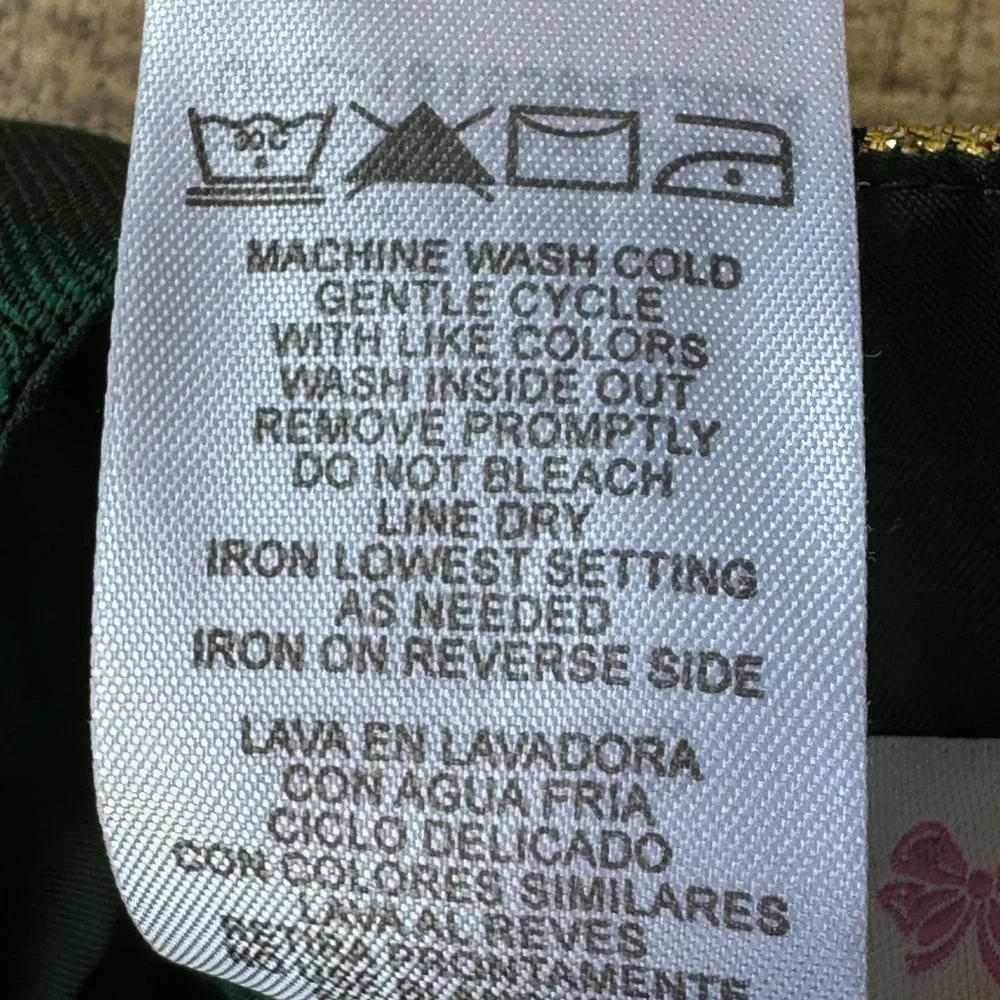 30C
MACHINE WASH COLD
GENTLE CYCLE
WITH LIKE COLORS
WASH INSIDE OUT
REMOVE PROMPTLY
DO NOT BLEACH
LINE DRY
IRON LOWEST SETTING
AS NEEDED
IRON ON REVERSE SIDE
LAVA EN LAVADORA
CON AGUA FRIA
CICLO DELICADO
CON COLORES SIMILARES
LAVA AL REVES
PRONTAMENTE